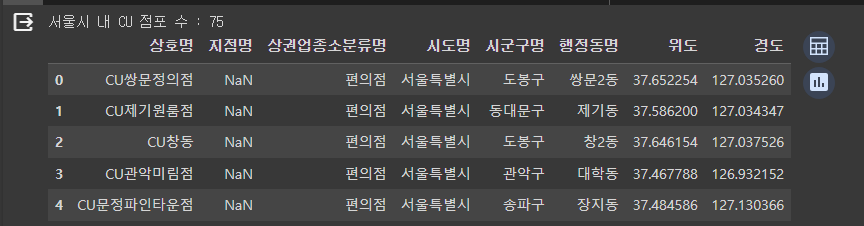 서울시 내 CU 점포 수 : 75
상호명 지점명 상권업종소분류명 시도명 시군구명 행정동명 위도 경도
0 CU쌍문정의점 NaN 편의점 서울특별시 도봉구 쌍문2동 37.652254 127.035260
1 CU제기원룸점 NaN 편의점 서울특별시 동대문구 제기동 37.586200 127.034347
2 CU창동 NaN 편의점 서울특별시 도봉구 창2동 37.646154 127.037526
3 CU관악미림점 NaN 편의점 서울특별시 관악구 대학동 37.467788 126.932152
4 CU문정파인타운점 NaN 편의점 서울특별시 송파구 장지동 37.484586 127.130366